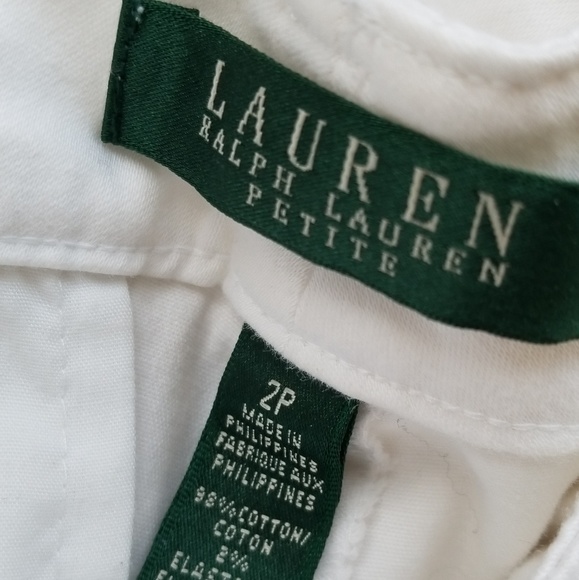 LAUREN
RALPH LAUREN
PETITE
2P
MADE IN
PHILIPPINES
FABRIQUE AUX
PHILIPPINES
98%COTTON/
COTON
2%